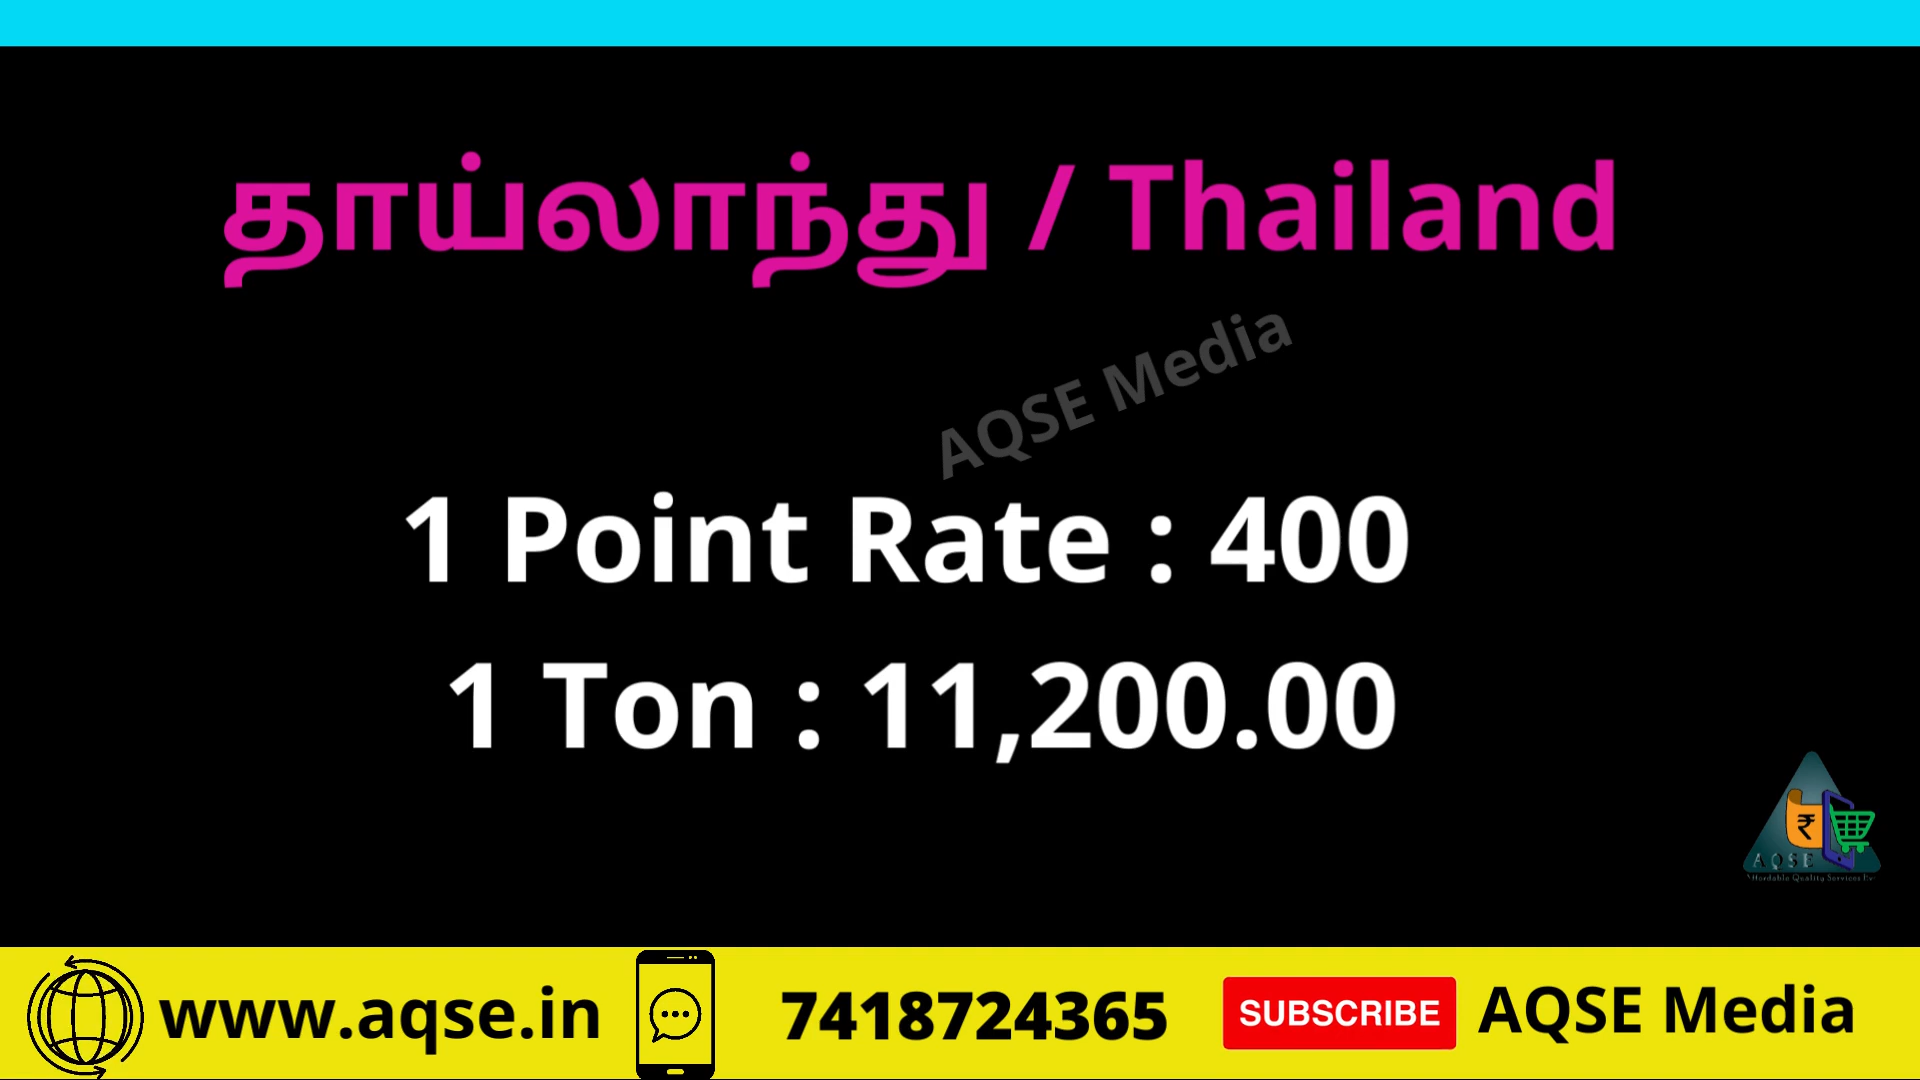 தாய்லாந்து / Thailand
AQSE Media
1 Point Rate : 400
1 Ton : 11,200.00
₹
AQSE
www.aqse.in
7418724365
SUBSCRIBE
AQSE Media